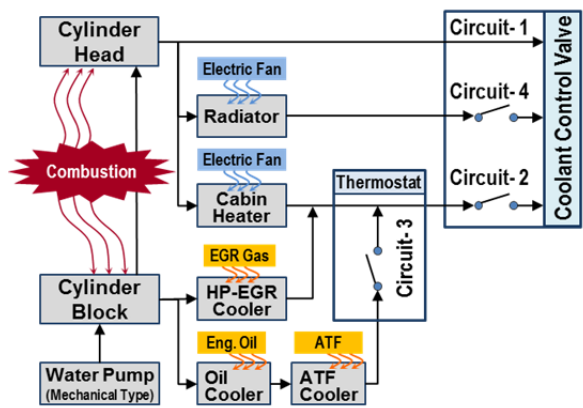 Cylinder
Head
Circuit- 1
Coolant Control Valve
Electric Fan
Radiator
Circuit- 4
Combustion
Electric Fan
Cabin
Heater
Thermostat
Circuit- 2
Circuit- 3
EGR Gas
HP-EGR
Cooler
Cylinder
Block
Eng. Oil
Oil
Cooler
ATF
ATF
Cooler
Water Pump
(Mechanical Type)